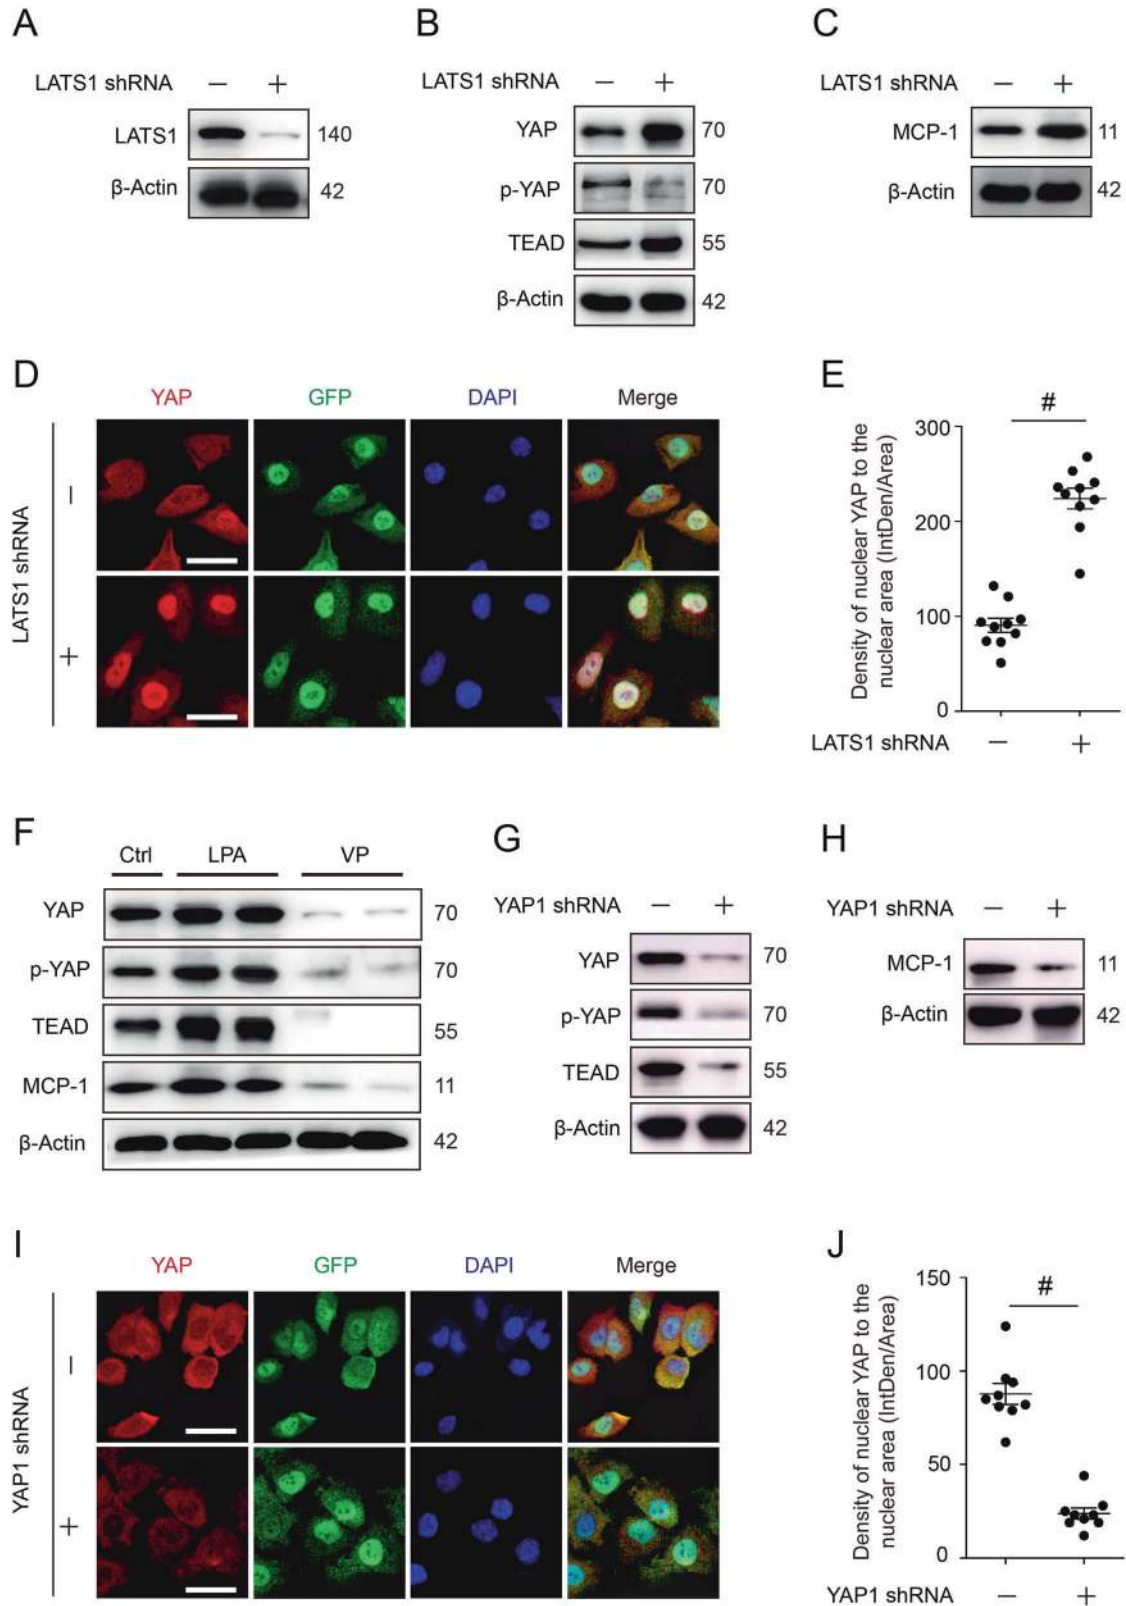 A
LATS1 shRNA − +
LATS1 140
β-Actin 42
B
LATS1 shRNA − +
YAP 70
p-YAP 70
TEAD 55
β-Actin 42
C
LATS1 shRNA − +
MCP-1 11
β-Actin 42
D
YAP GFP DAPI Merge
LATS1 shRNA
−
+
E
Density of nuclear YAP to the
nuclear area (IntDen/Area)
#
300
200
100
0
LATS1 shRNA − +
F
Ctrl LPA VP
YAP 70
p-YAP 70
TEAD 55
MCP-1 11
β-Actin 42
G
YAP1 shRNA − +
YAP 70
p-YAP 70
TEAD 55
β-Actin 42
H
YAP1 shRNA − +
MCP-1 11
β-Actin 42
I
YAP GFP DAPI Merge
YAP1 shRNA
−
+
J
Density of nuclear YAP to the
nuclear area (IntDen/Area)
#
150
100
50
0
YAP1 shRNA − +